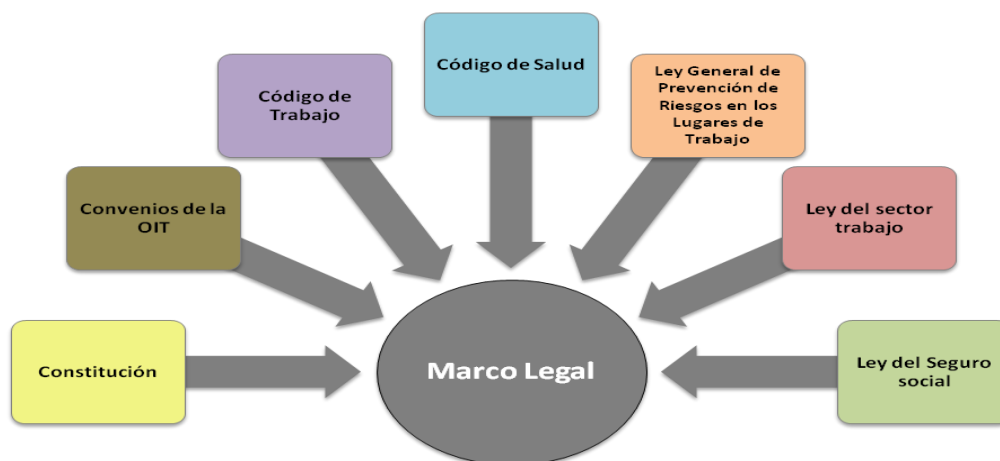 Código de Salud
Código de
Trabajo
Ley General de
Prevención de
Riesgos en los
Lugares de
Trabajo
Convenios de la
OIT
Ley del sector
trabajo
Constitución
Marco Legal
Ley del Seguro
social